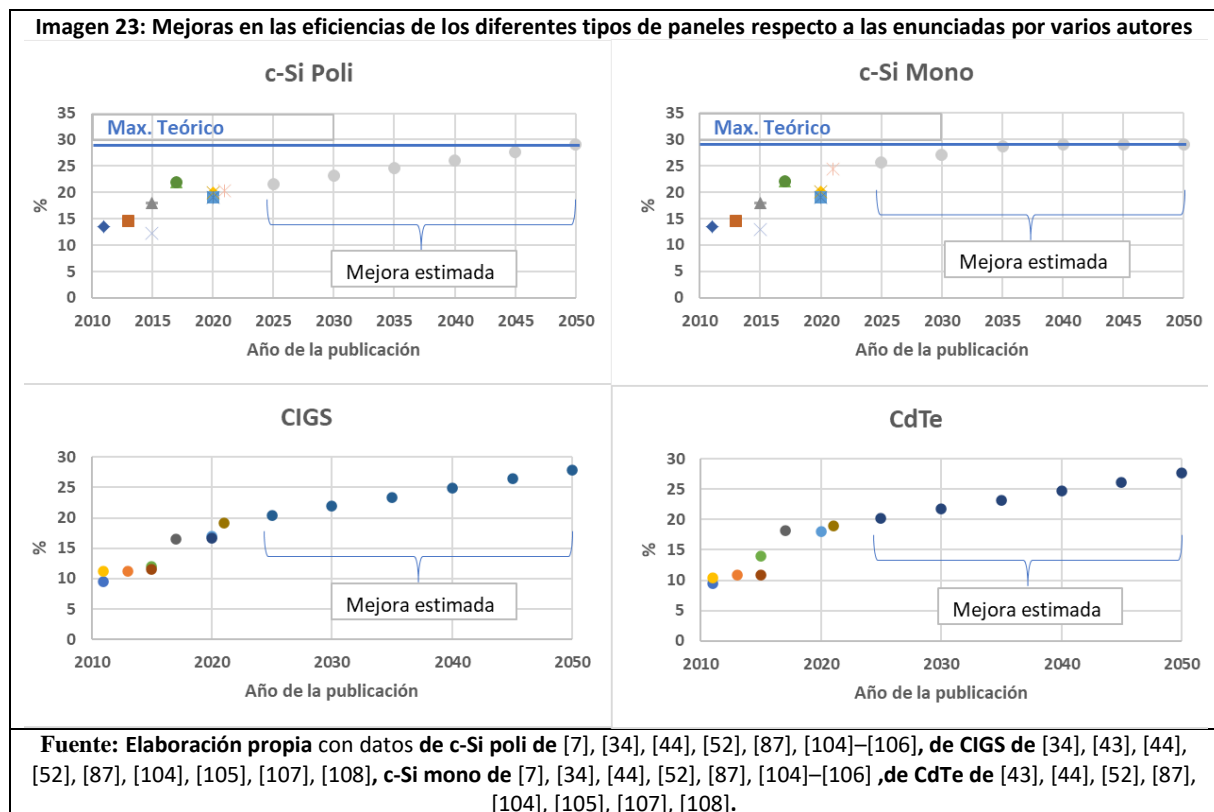 Imagen 23: Mejoras en las eficiencias de los diferentes tipos de paneles respecto a las enunciadas por varios autores
c-Si Poli
35
30
25
20
15
10
5
0
%
Max. Teórico
Mejora estimada
2010 2015 2020 2025 2030 2035 2040 2045 2050
Año de la publicación
c-Si Mono
35
30
25
20
15
10
5
0
%
Max. Teórico
Mejora estimada
2010 2015 2020 2025 2030 2035 2040 2045 2050
Año de la publicación
CIGS
30
25
20
15
10
5
0
%
Mejora estimada
2010 2020 2030 2040 2050
Año de la publicación
CdTe
30
25
20
15
10
5
0
%
Mejora estimada
2010 2020 2030 2040 2050
Año de la publicación
Fuente: Elaboración propia con datos de c-Si poli de [7], [34], [44], [52], [87], [104]–[106], de CIGS de [34], [43], [44],
[52], [87], [104], [105], [107], [108], c-Si mono de [7], [34], [44], [52], [87], [104]–[106] ,de CdTe de [43], [44], [52], [87],
[104], [105], [107], [108].